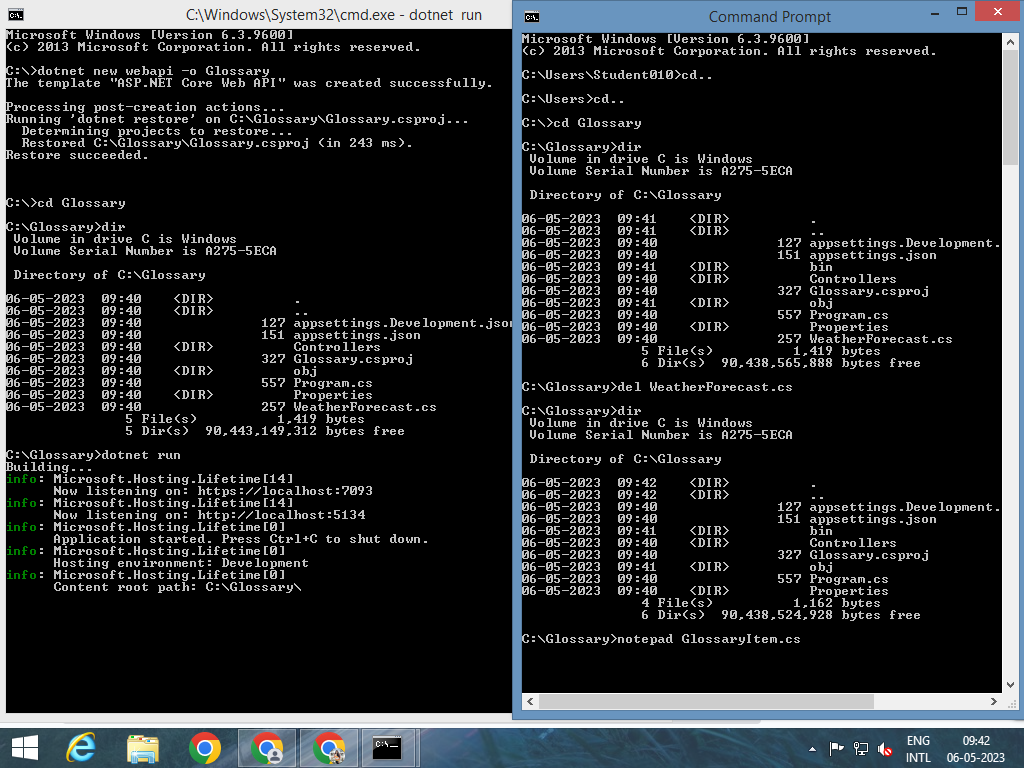 C:\Windows\System32\cmd.exe - dotnet run
Microsoft Windows [Version 6.3.9600]
(c) 2013 Microsoft Corporation. All rights reserved.
C:\>dotnet new webapi -o Glossary
The template "ASP.NET Core Web API" was created successfully.
Processing post-creation actions...
Running 'dotnet restore' on C:\Glossary\Glossary.csproj...
  Determining projects to restore...
  Restored C:\Glossary\Glossary.csproj (in 243 ms).
Restore succeeded.
C:\>cd Glossary
C:\Glossary>dir
 Volume in drive C is Windows
 Volume Serial Number is A275-5ECA
 Directory of C:\Glossary
06-05-2023  09:40    <DIR>          .
06-05-2023  09:40    <DIR>          ..
06-05-2023  09:40               127 appsettings.Development.json
06-05-2023  09:40               151 appsettings.json
06-05-2023  09:40    <DIR>          Controllers
06-05-2023  09:40               327 Glossary.csproj
06-05-2023  09:40    <DIR>          obj
06-05-2023  09:40               557 Program.cs
06-05-2023  09:40    <DIR>          Properties
06-05-2023  09:40               257 WeatherForecast.cs
               5 File(s)          1,419 bytes
               5 Dir(s)  90,443,149,312 bytes free
C:\Glossary>dotnet run
Building...
info: Microsoft.Hosting.Lifetime[14]
      Now listening on: https://localhost:7093
info: Microsoft.Hosting.Lifetime[14]
      Now listening on: http://localhost:5134
info: Microsoft.Hosting.Lifetime[0]
      Application started. Press Ctrl+C to shut down.
info: Microsoft.Hosting.Lifetime[0]
      Hosting environment: Development
info: Microsoft.Hosting.Lifetime[0]
      Content root path: C:\Glossary\
Command Prompt
Microsoft Windows [Version 6.3.9600]
(c) 2013 Microsoft Corporation. All rights reserved.
C:\Users\Student010>cd..
C:\Users>cd..
C:\>cd Glossary
C:\Glossary>dir
 Volume in drive C is Windows
 Volume Serial Number is A275-5ECA
 Directory of C:\Glossary
06-05-2023  09:41    <DIR>          .
06-05-2023  09:41    <DIR>          ..
06-05-2023  09:40               127 appsettings.Development.
06-05-2023  09:40               151 appsettings.json
06-05-2023  09:41    <DIR>          bin
06-05-2023  09:40    <DIR>          Controllers
06-05-2023  09:40               327 Glossary.csproj
06-05-2023  09:41    <DIR>          obj
06-05-2023  09:40               557 Program.cs
06-05-2023  09:40    <DIR>          Properties
06-05-2023  09:40               257 WeatherForecast.cs
               5 File(s)          1,419 bytes
               6 Dir(s)  90,438,565,888 bytes free
C:\Glossary>del WeatherForecast.cs
C:\Glossary>dir
 Volume in drive C is Windows
 Volume Serial Number is A275-5ECA
 Directory of C:\Glossary
06-05-2023  09:42    <DIR>          .
06-05-2023  09:42    <DIR>          ..
06-05-2023  09:40               127 appsettings.Development.
06-05-2023  09:40               151 appsettings.json
06-05-2023  09:41    <DIR>          bin
06-05-2023  09:40    <DIR>          Controllers
06-05-2023  09:40               327 Glossary.csproj
06-05-2023  09:41    <DIR>          obj
06-05-2023  09:40               557 Program.cs
06-05-2023  09:40    <DIR>          Properties
               4 File(s)          1,162 bytes
               6 Dir(s)  90,438,524,928 bytes free
C:\Glossary>notepad GlossaryItem.cs
ENG
INTL
09:42
06-05-2023